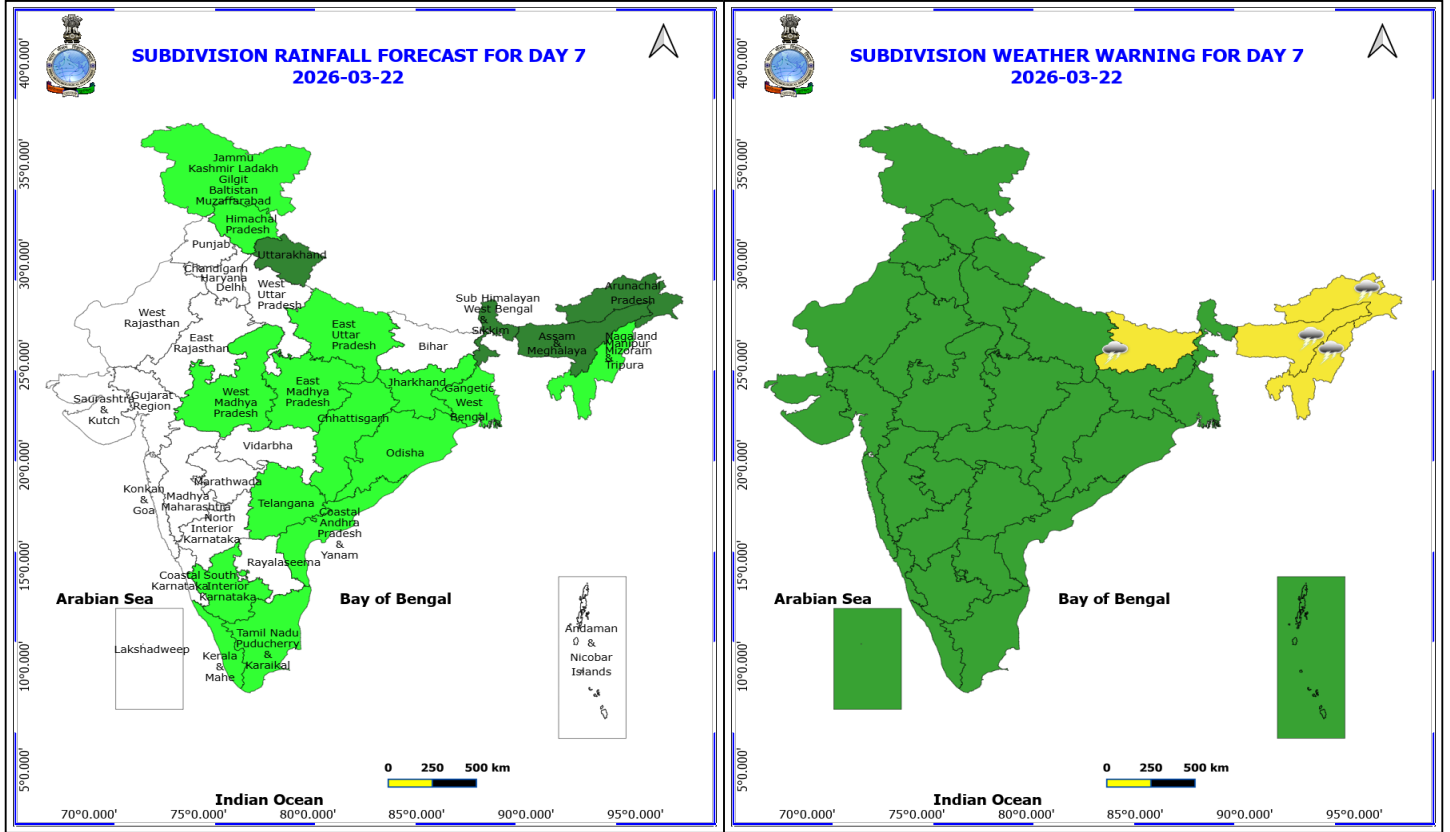 SUBDIVISION RAINFALL FORECAST FOR DAY 7
2026-03-22
40°0.000'
35°0.000'
30°0.000'
25°0.000'
20°0.000'
15°0.000'
10°0.000'
5°0.000'
Jammu
Kashmir Ladakh
Gilgit
Baltistan
Muzaffarabad
Himachal
Pradesh
Punjab
Uttarakhand
Chandigarh
Haryana
Delhi
West
Uttar
Pradesh
West
Rajasthan
East
Rajasthan
East
Uttar
Pradesh
Bihar
Sub Himalayan
West Bengal
&
Sikkim
Arunachal
Pradesh
Assam
&
Meghalaya
Nagaland
Manipur
Mizoram
&
Tripura
Saurashtra
&
Kutch
Gujarat
Region
West
Madhya
Pradesh
East
Madhya
Pradesh
Jharkhand
Gangetic
West
Bengal
Chhattisgarh
Odisha
Vidarbha
Marathwada
Madhya
Maharashtra
Konkan
&
Goa
North
Interior
Karnataka
Telangana
Coastal
Andhra
Pradesh
&
Yanam
Rayalaseema
Coastal
Karnataka
South
Interior
Karnataka
Tamil Nadu
Puducherry
&
Karaikal
Kerala
&
Mahe
Lakshadweep
Andaman
&
Nicobar
Islands
Arabian Sea
Bay of Bengal
Indian Ocean
0 250 500 km
70°0.000' 75°0.000' 80°0.000' 85°0.000' 90°0.000' 95°0.000'
SUBDIVISION WEATHER WARNING FOR DAY 7
2026-03-22
40°0.000'
35°0.000'
30°0.000'
25°0.000'
20°0.000'
15°0.000'
10°0.000'
5°0.000'
Arabian Sea
Bay of Bengal
Indian Ocean
0 250 500 km
70°0.000' 75°0.000' 80°0.000' 85°0.000' 90°0.000' 95°0.000'